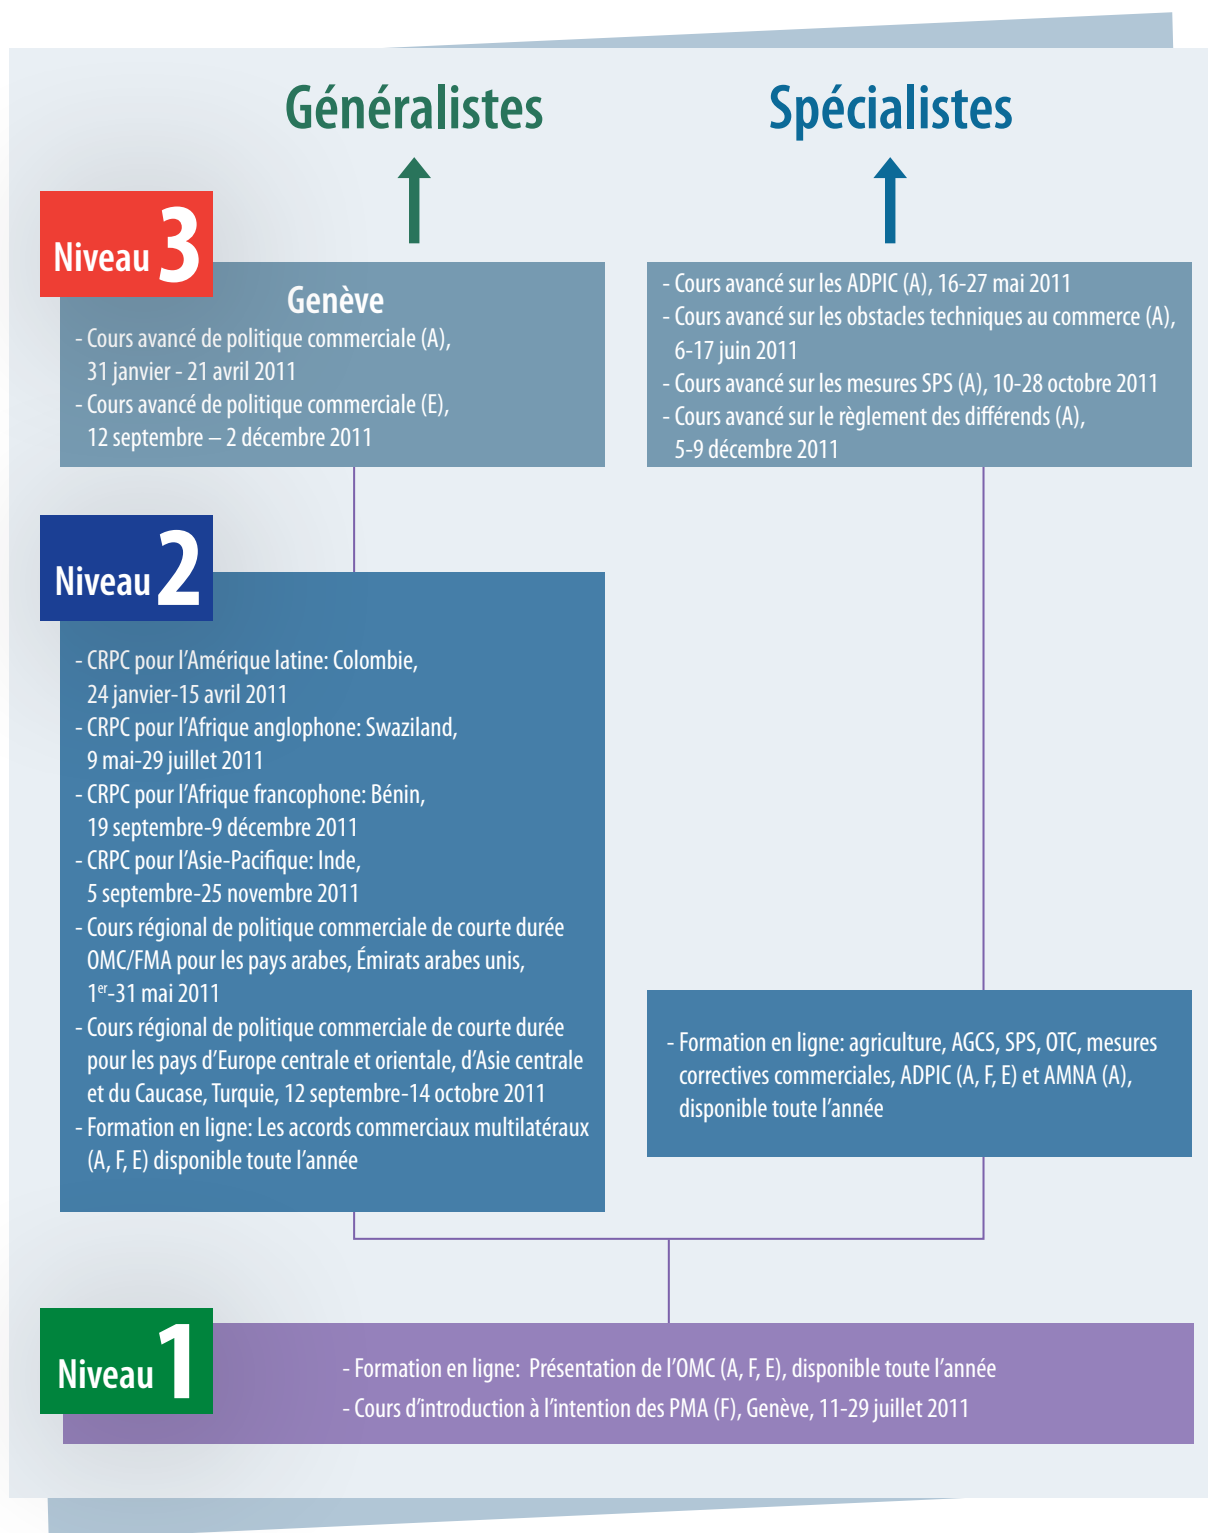 Généralistes
Spécialistes
Niveau 3
Genève
- Cours avancé de politique commerciale (A),
31 janvier - 21 avril 2011
- Cours avancé de politique commerciale (E),
12 septembre – 2 décembre 2011
- Cours avancé sur les ADPIC (A), 16-27 mai 2011
- Cours avancé sur les obstacles techniques au commerce (A),
6-17 juin 2011
- Cours avancé sur les mesures SPS (A), 10-28 octobre 2011
- Cours avancé sur le règlement des différends (A),
5-9 décembre 2011
Niveau 2
- CRPC pour l'Amérique latine: Colombie,
24 janvier-15 avril 2011
- CRPC pour l'Afrique anglophone: Swaziland,
9 mai-29 juillet 2011
- CRPC pour l'Afrique francophone: Bénin,
19 septembre-9 décembre 2011
- CRPC pour l'Asie-Pacifique: Inde,
5 septembre-25 novembre 2011
- Cours régional de politique commerciale de courte durée
OMC/FMA pour les pays arabes, Émirats arabes unis,
1er-31 mai 2011
- Cours régional de politique commerciale de courte durée
pour les pays d'Europe centrale et orientale, d'Asie centrale
et du Caucase, Turquie, 12 septembre-14 octobre 2011
- Formation en ligne: Les accords commerciaux multilatéraux
(A, F, E) disponible toute l'année
- Formation en ligne: agriculture, AGCS, SPS, OTC, mesures
correctives commerciales, ADPIC (A, F, E) et AMNA (A),
disponible toute l'année
Niveau 1
- Formation en ligne: Présentation de l'OMC (A, F, E), disponible toute l'année
- Cours d'introduction à l'intention des PMA (F), Genève, 11-29 juillet 2011